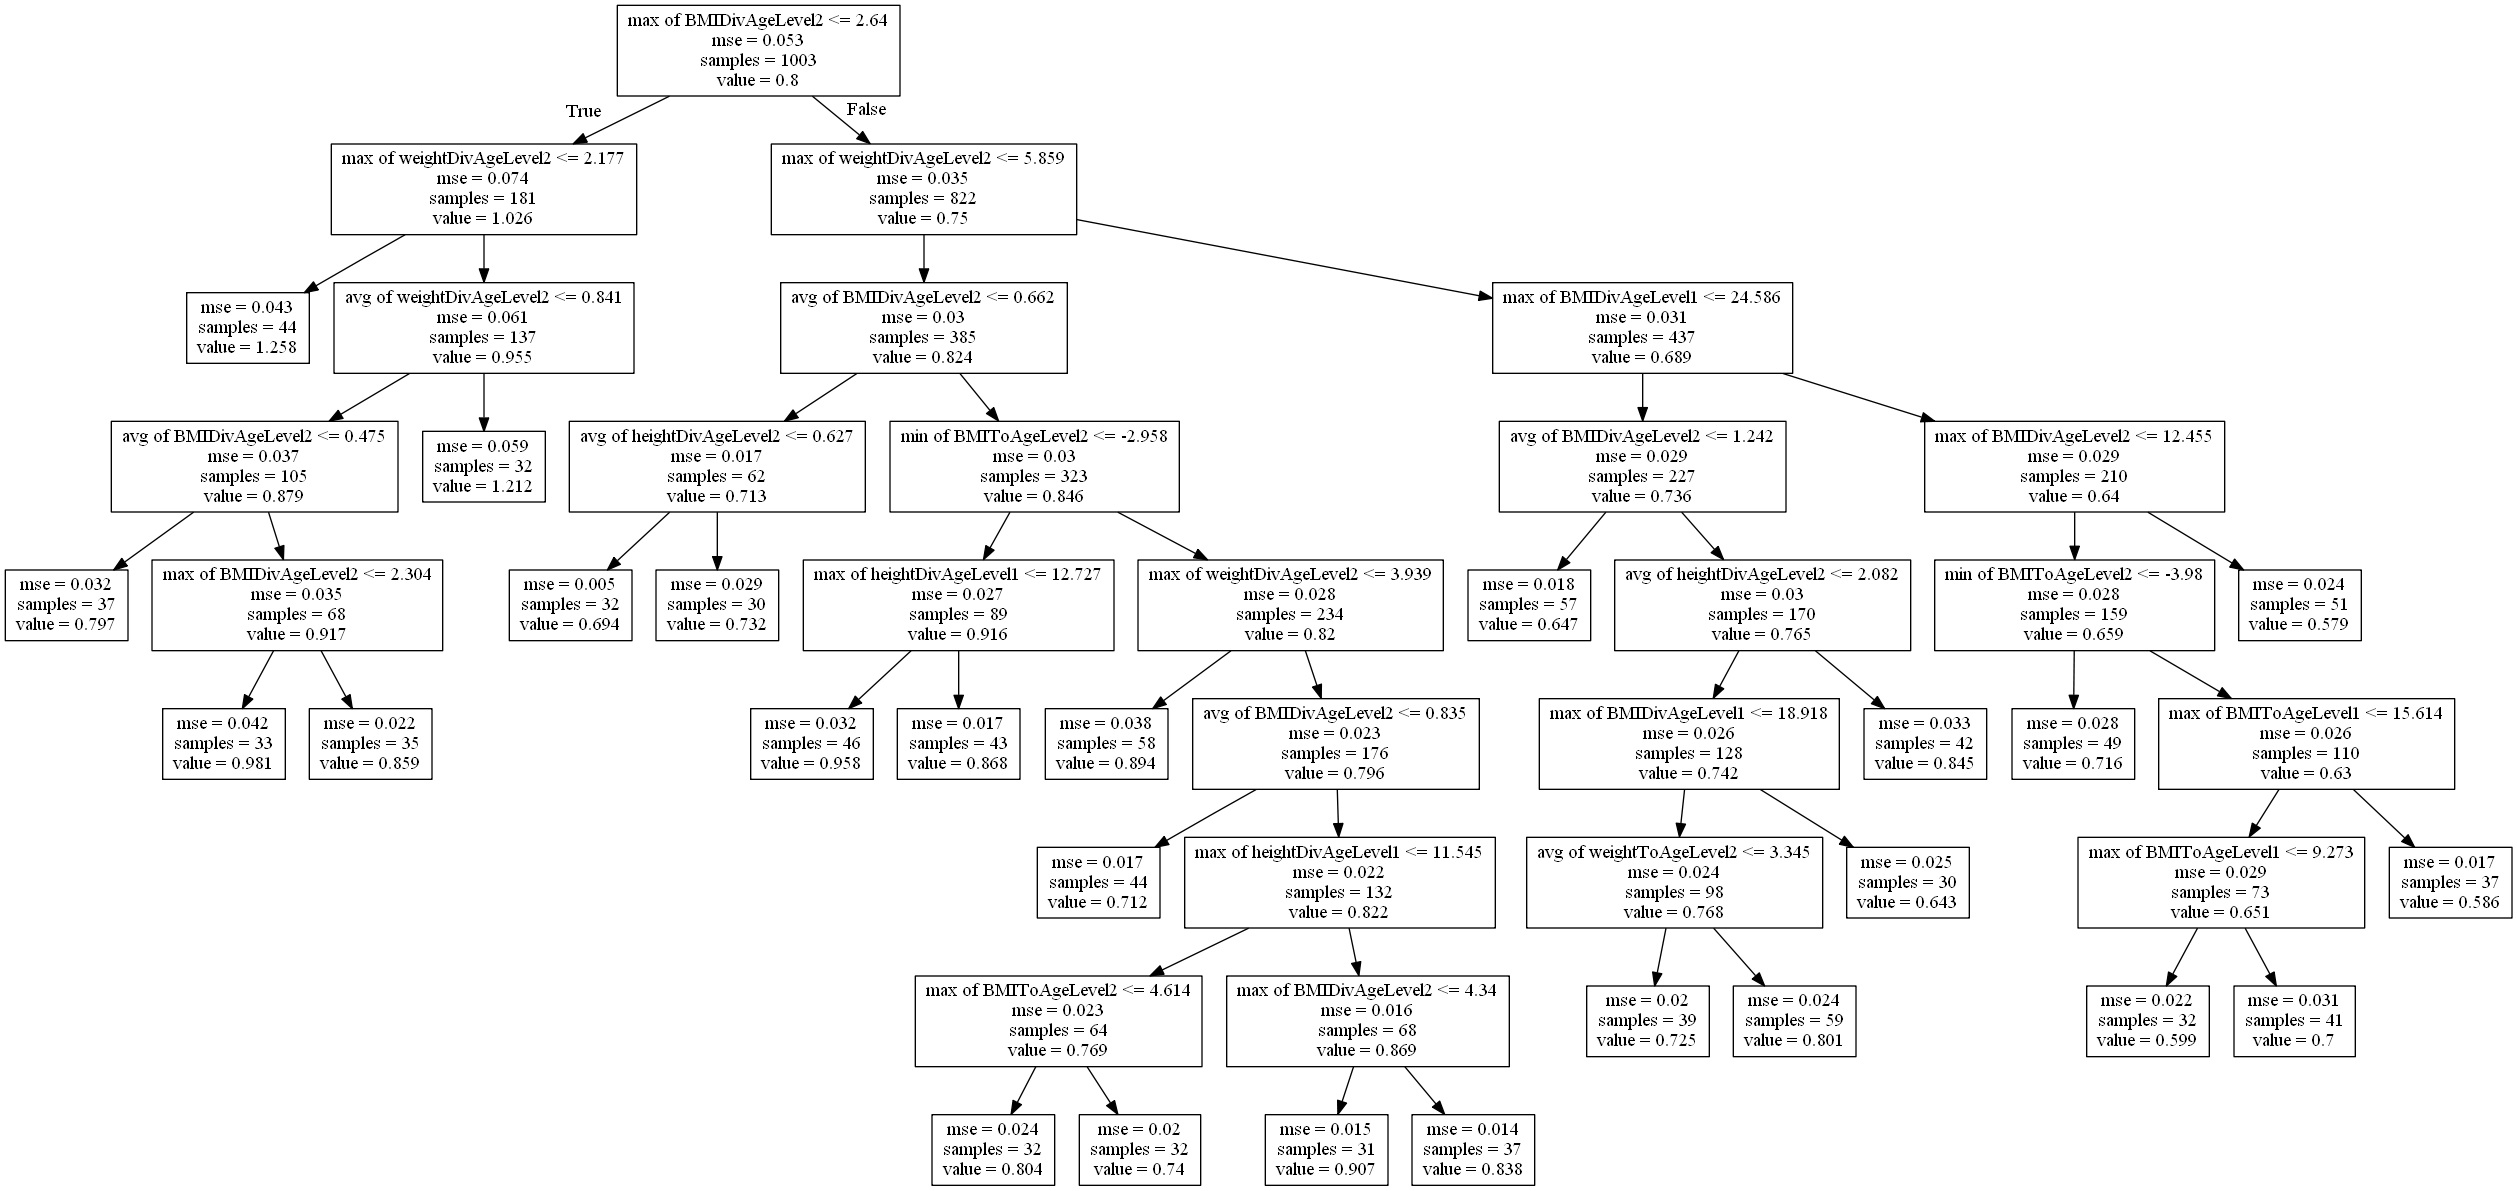 max of BMIDivAgeLevel2 <= 2.64
mse = 0.053
samples = 1003
value = 0.8
True
False
max of weightDivAgeLevel2 <= 2.177
mse = 0.074
samples = 181
value = 1.026
max of weightDivAgeLevel2 <= 5.859
mse = 0.035
samples = 822
value = 0.75
mse = 0.043
samples = 44
value = 1.258
avg of weightDivAgeLevel2 <= 0.841
mse = 0.061
samples = 137
value = 0.955
avg of BMIDivAgeLevel2 <= 0.662
mse = 0.03
samples = 385
value = 0.824
max of BMIDivAgeLevel1 <= 24.586
mse = 0.031
samples = 437
value = 0.689
avg of BMIDivAgeLevel2 <= 0.475
mse = 0.037
samples = 105
value = 0.879
mse = 0.059
samples = 32
value = 1.212
avg of heightDivAgeLevel2 <= 0.627
mse = 0.017
samples = 62
value = 0.713
min of BMIToAgeLevel2 <= -2.958
mse = 0.03
samples = 323
value = 0.846
avg of BMIDivAgeLevel2 <= 1.242
mse = 0.029
samples = 227
value = 0.736
max of BMIDivAgeLevel2 <= 12.455
mse = 0.029
samples = 210
value = 0.64
mse = 0.032
samples = 37
value = 0.797
max of BMIDivAgeLevel2 <= 2.304
mse = 0.035
samples = 68
value = 0.917
mse = 0.005
samples = 32
value = 0.694
mse = 0.029
samples = 30
value = 0.732
max of heightDivAgeLevel1 <= 12.727
mse = 0.027
samples = 89
value = 0.916
max of weightDivAgeLevel2 <= 3.939
mse = 0.028
samples = 234
value = 0.82
mse = 0.018
samples = 57
value = 0.647
avg of heightDivAgeLevel2 <= 2.082
mse = 0.03
samples = 170
value = 0.765
min of BMIToAgeLevel2 <= -3.98
mse = 0.028
samples = 159
value = 0.659
mse = 0.024
samples = 51
value = 0.579
mse = 0.042
samples = 33
value = 0.981
mse = 0.022
samples = 35
value = 0.859
mse = 0.032
samples = 46
value = 0.958
mse = 0.017
samples = 43
value = 0.868
mse = 0.038
samples = 58
value = 0.894
avg of BMIDivAgeLevel2 <= 0.835
mse = 0.023
samples = 176
value = 0.796
max of BMIDivAgeLevel1 <= 18.918
mse = 0.026
samples = 128
value = 0.742
mse = 0.033
samples = 42
value = 0.845
mse = 0.028
samples = 49
value = 0.716
max of BMIToAgeLevel1 <= 15.614
mse = 0.026
samples = 110
value = 0.63
mse = 0.017
samples = 44
value = 0.712
max of heightDivAgeLevel1 <= 11.545
mse = 0.022
samples = 132
value = 0.822
avg of weightToAgeLevel2 <= 3.345
mse = 0.024
samples = 98
value = 0.768
mse = 0.025
samples = 30
value = 0.643
max of BMIToAgeLevel1 <= 9.273
mse = 0.029
samples = 73
value = 0.651
mse = 0.017
samples = 37
value = 0.586
max of BMIToAgeLevel2 <= 4.614
mse = 0.023
samples = 64
value = 0.769
max of BMIDivAgeLevel2 <= 4.34
mse = 0.016
samples = 68
value = 0.869
mse = 0.02
samples = 39
value = 0.725
mse = 0.024
samples = 59
value = 0.801
mse = 0.022
samples = 32
value = 0.599
mse = 0.031
samples = 41
value = 0.7
mse = 0.024
samples = 32
value = 0.804
mse = 0.02
samples = 32
value = 0.74
mse = 0.015
samples = 31
value = 0.907
mse = 0.014
samples = 37
value = 0.838